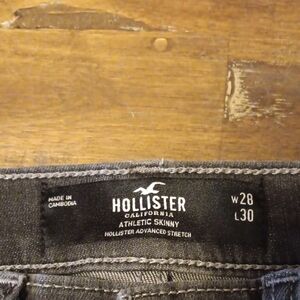 MADE IN
CAMBODIA
HOLLISTER
CALIFORNIA
ATHLETIC SKINNY
HOLLISTER ADVANCED STRETCH
W28
L30